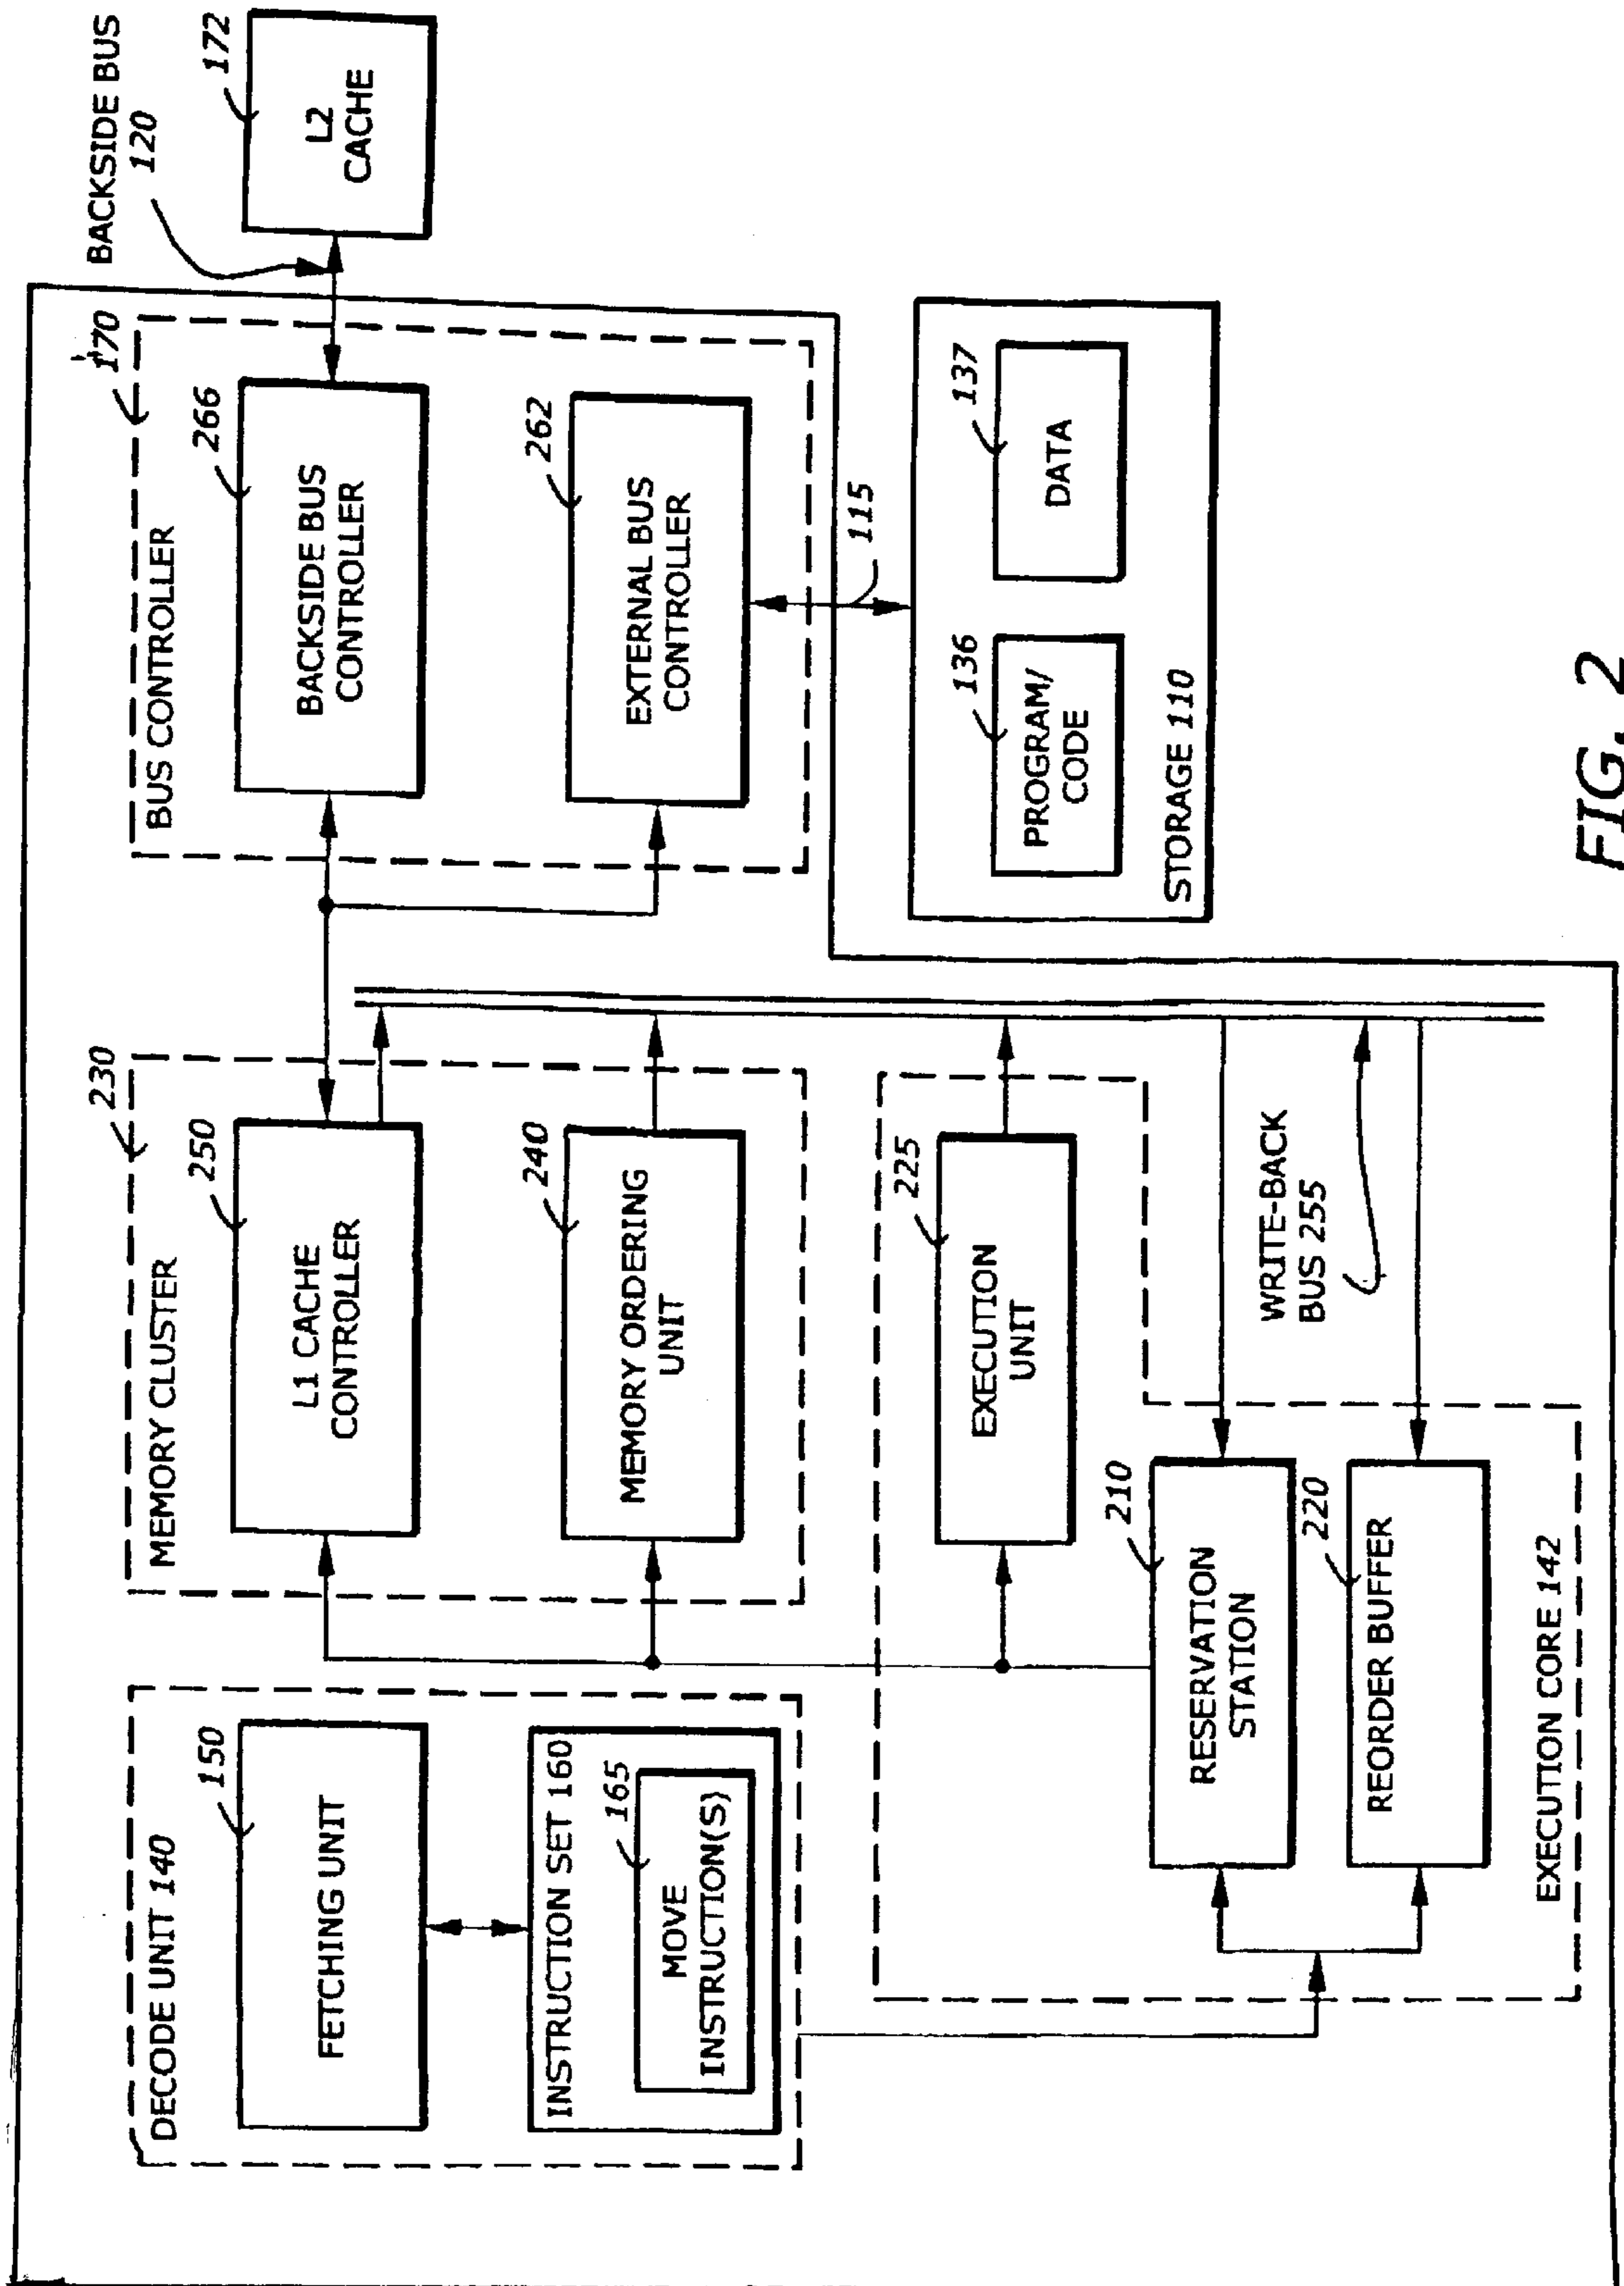 DECODE UNIT 140
150
FETCHING UNIT
INSTRUCTION SET 160
165
MOVE
INSTRUCTION(S)
MEMORY CLUSTER
230
250
L1 CACHE
CONTROLLER
240
MEMORY ORDERING
UNIT
225
EXECUTION
UNIT
210
RESERVATION
STATION
220
REORDER BUFFER
EXECUTION CORE 142
WRITE-BACK
BUS 255
BUS CONTROLLER
170
266
BACKSIDE BUS
CONTROLLER
262
EXTERNAL BUS
CONTROLLER
BACKSIDE BUS
120
172
L2
CACHE
115
136
PROGRAM/
CODE
137
DATA
STORAGE 110
FIG. 2